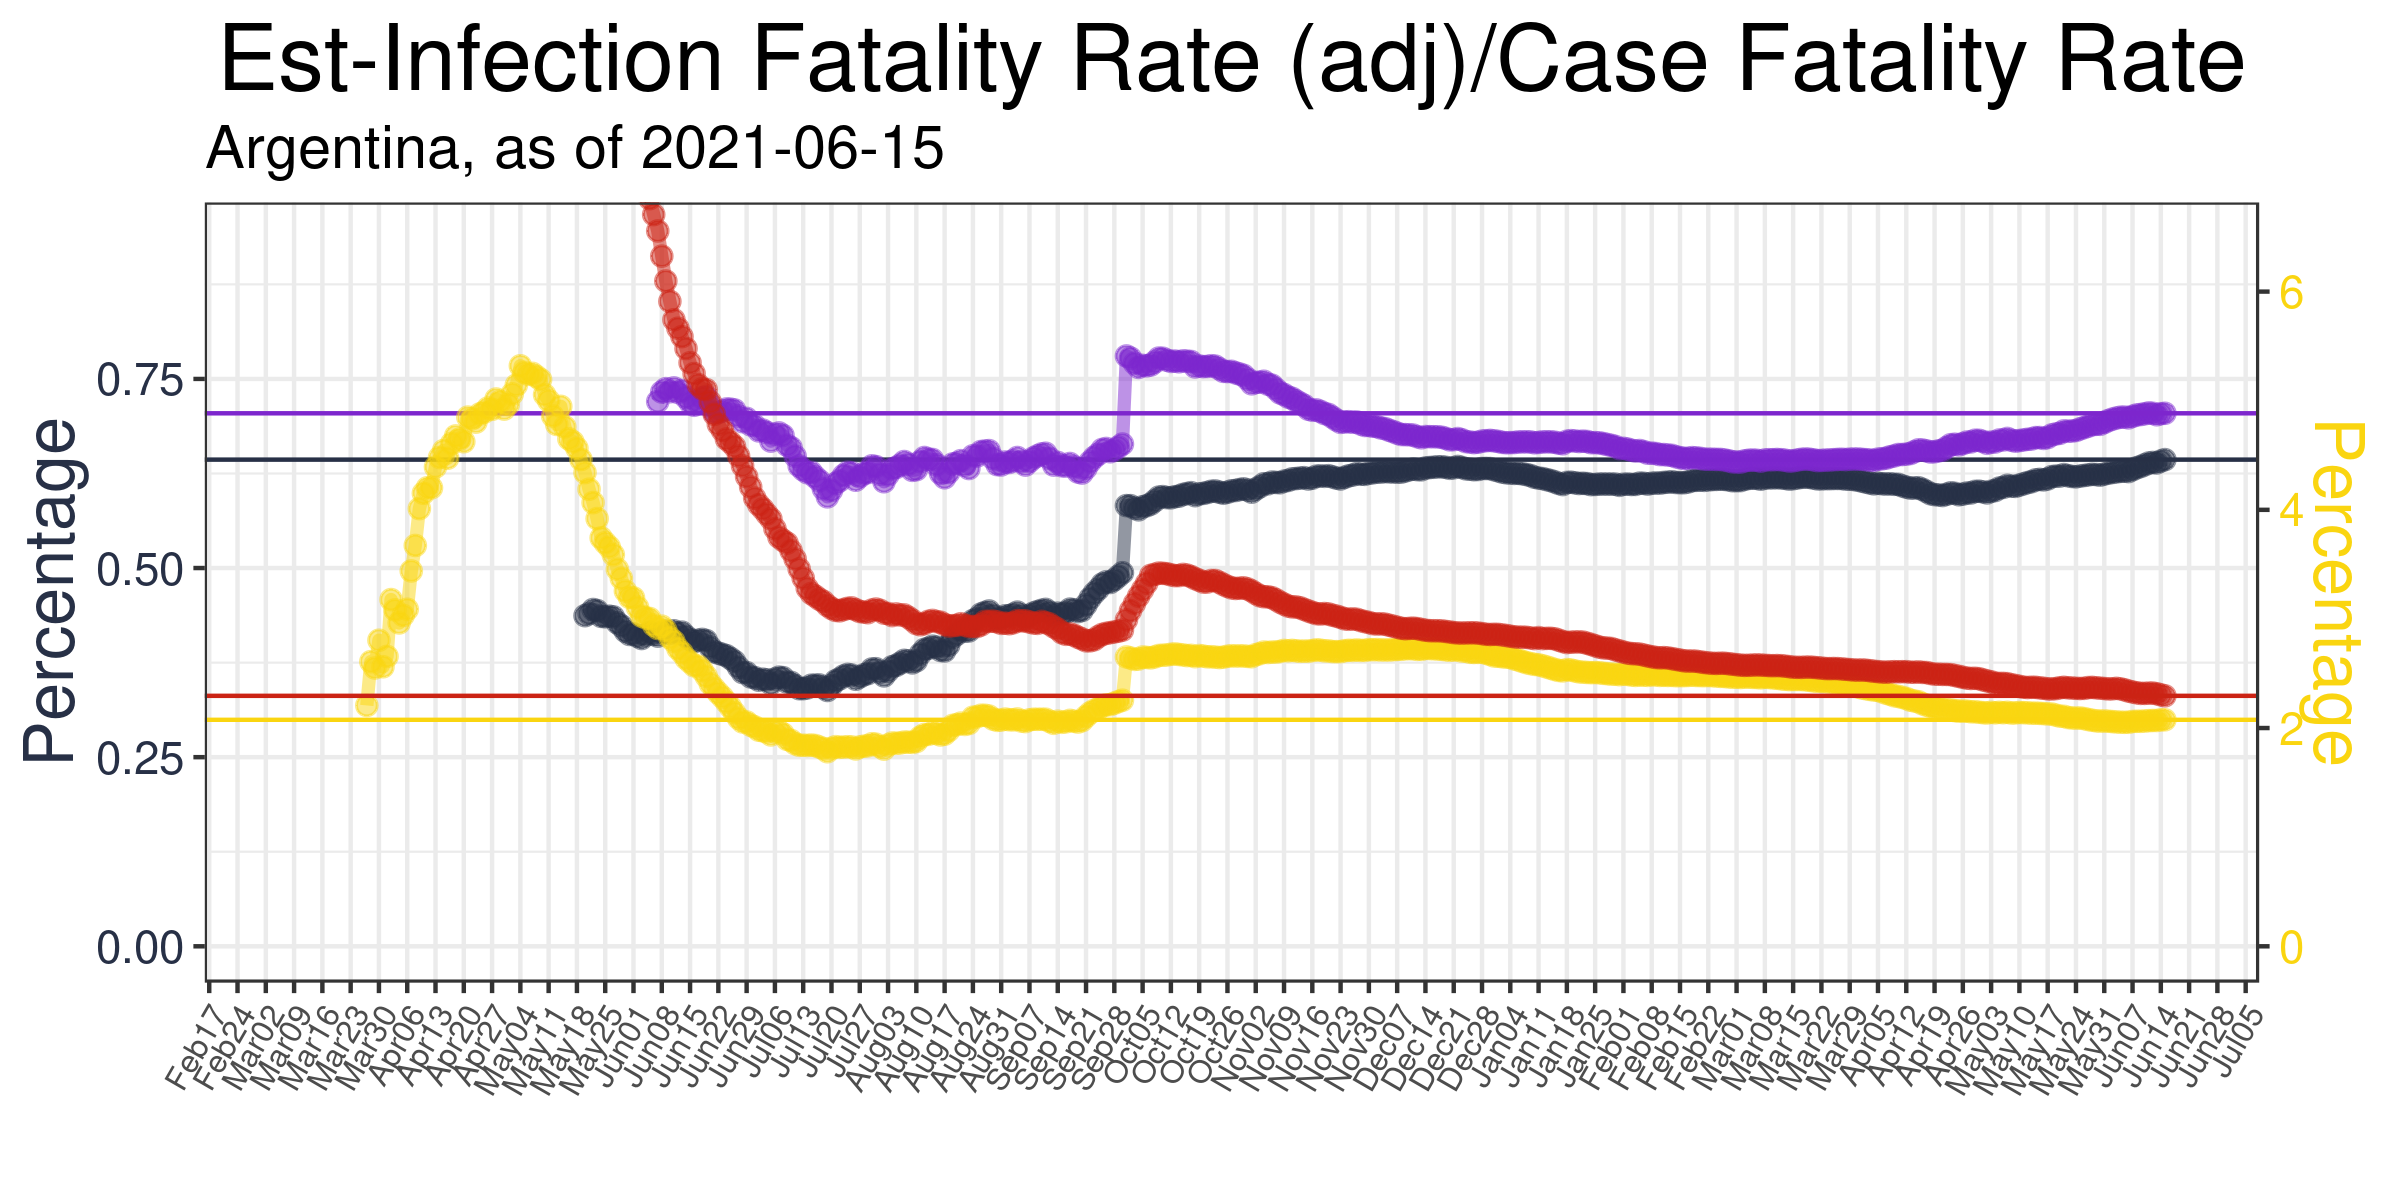 Est-Infection Fatality Rate (adj)/Case Fatality Rate
Argentina, as of 2021-06-15
Percentage
0.75
0.50
0.25
0.00
6
4
2
0
Percentage
Feb17
Feb24
Mar02
Mar09
Mar16
Mar23
Mar30
Apr06
Apr13
Apr20
Apr27
May04
May11
May18
May25
Jun01
Jun08
Jun15
Jun22
Jun29
Jul06
Jul13
Jul20
Jul27
Aug03
Aug10
Aug17
Aug24
Aug31
Sep07
Sep14
Sep21
Sep28
Oct05
Oct12
Oct19
Oct26
Nov02
Nov09
Nov16
Nov23
Nov30
Dec07
Dec14
Dec21
Dec28
Jan04
Jan11
Jan18
Jan25
Feb01
Feb08
Feb15
Feb22
Mar01
Mar08
Mar15
Mar22
Mar29
Apr05
Apr12
Apr19
Apr26
May03
May10
May17
May24
May31
Jun07
Jun14
Jun21
Jun28
Jul05